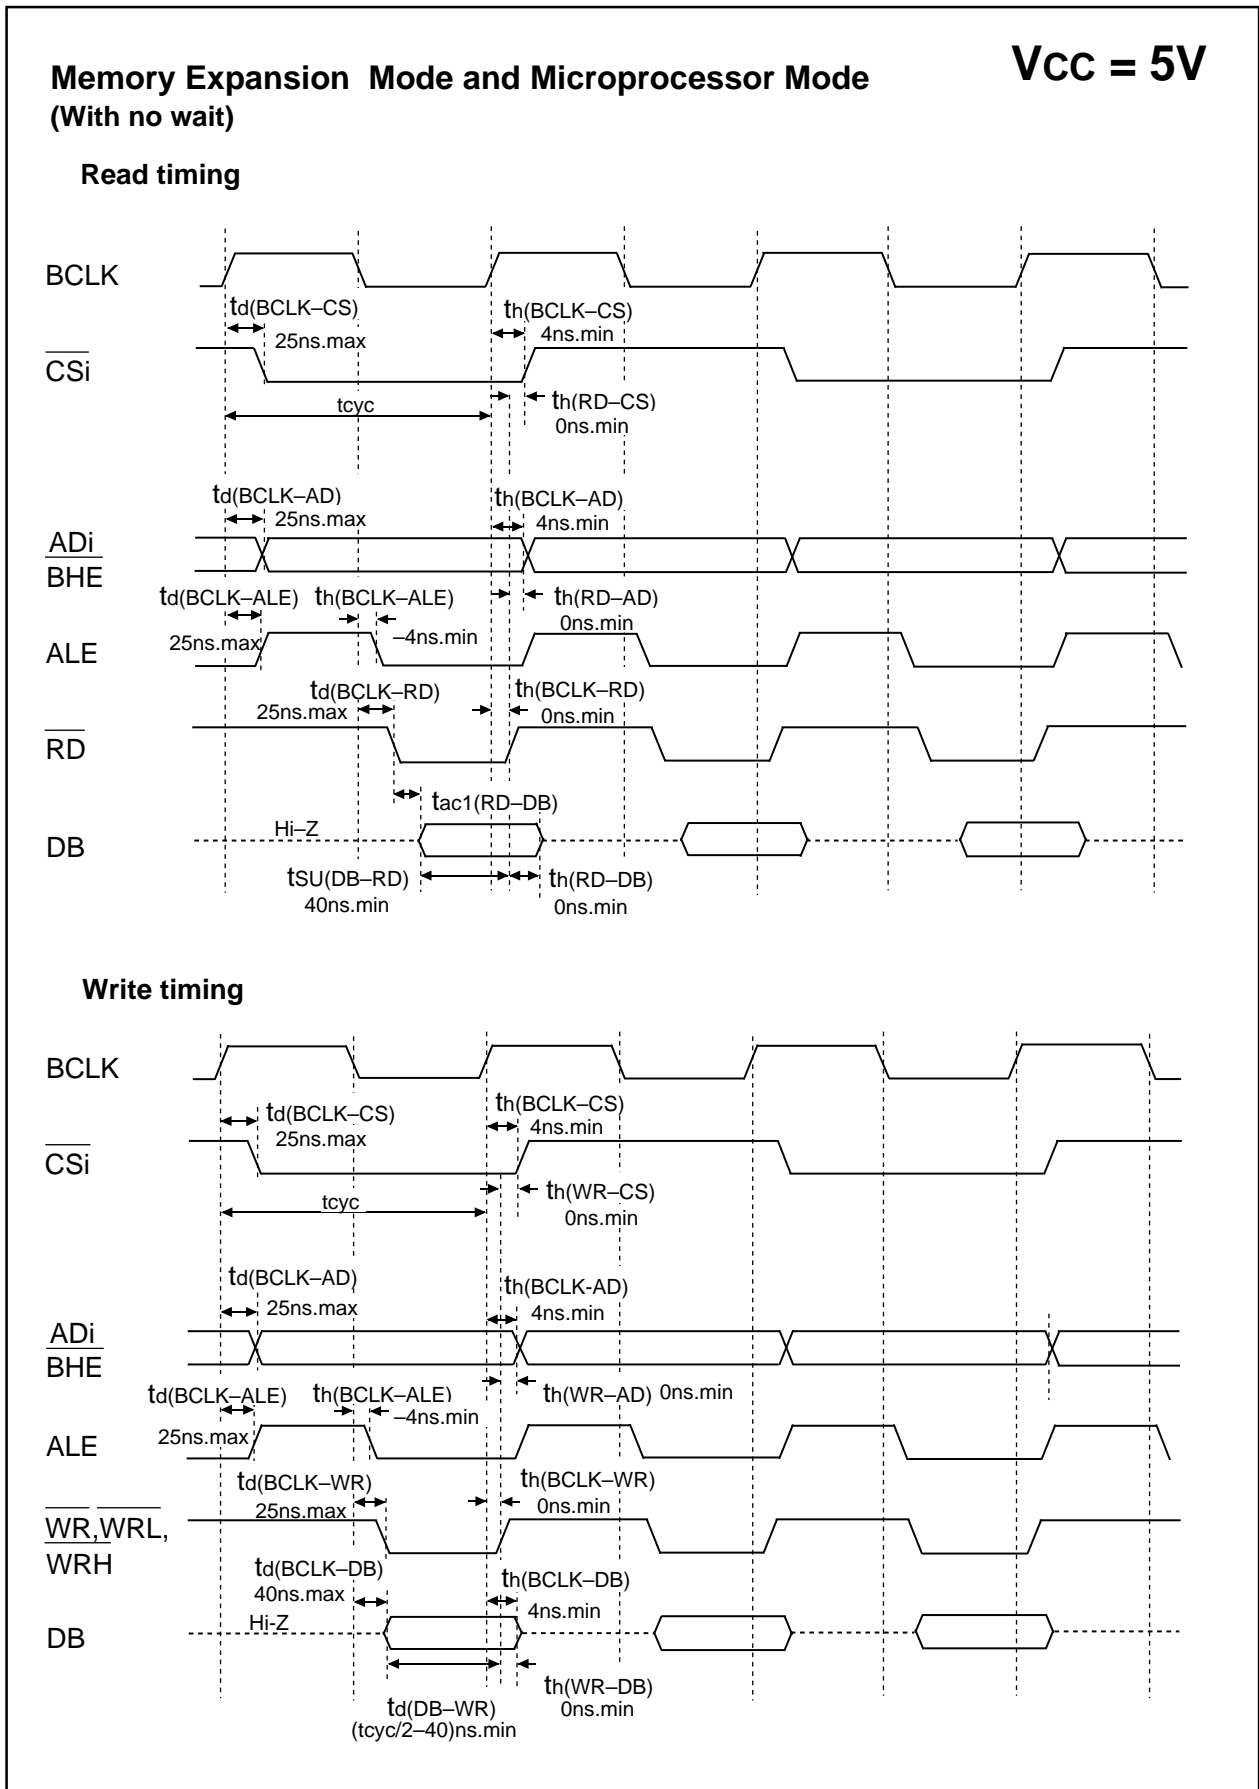 Memory Expansion Mode and Microprocessor Mode
VCC = 5V
(With no wait)
Read timing
BCLK
td(BCLK–CS)
25ns.max
th(BCLK–CS)
4ns.min
CSi
tcyc
th(RD–CS)
0ns.min
td(BCLK–AD)
25ns.max
th(BCLK–AD)
4ns.min
ADi
BHE
td(BCLK–ALE)
25ns.max
th(BCLK–ALE)
–4ns.min
th(RD–AD)
0ns.min
ALE
td(BCLK–RD)
25ns.max
th(BCLK–RD)
0ns.min
RD
tac1(RD–DB)
Hi–Z
DB
tSU(DB–RD)
40ns.min
th(RD–DB)
0ns.min
Write timing
BCLK
td(BCLK–CS)
25ns.max
th(BCLK–CS)
4ns.min
CSi
tcyc
th(WR–CS)
0ns.min
td(BCLK–AD)
25ns.max
th(BCLK-AD)
4ns.min
ADi
BHE
td(BCLK–ALE)
25ns.max
th(BCLK–ALE)
–4ns.min
th(WR–AD) 0ns.min
ALE
td(BCLK–WR)
25ns.max
th(BCLK–WR)
0ns.min
WR,WRL,
WRH
td(BCLK–DB)
40ns.max
th(BCLK–DB)
4ns.min
Hi-Z
DB
td(DB–WR)
(tcyc/2–40)ns.min
th(WR–DB)
0ns.min